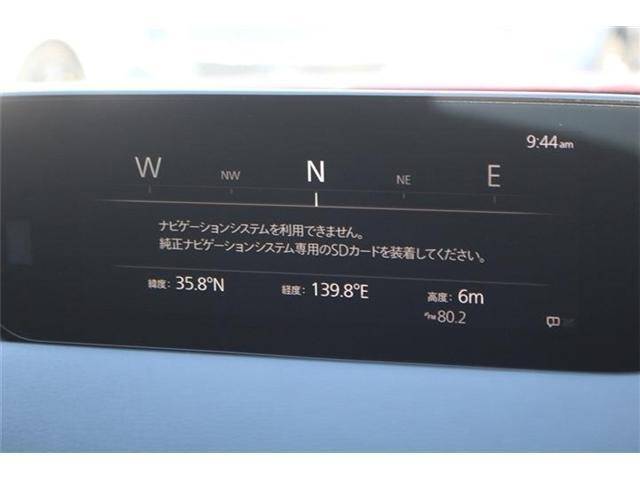 9:44am
W NW N NE E
ナビゲーションシステムを利用できません。
純正ナビゲーションシステム専用のSDカードを装着してください。
緯度: 35.8°N 経度: 139.8°E 高度: 6m
FM 80.2